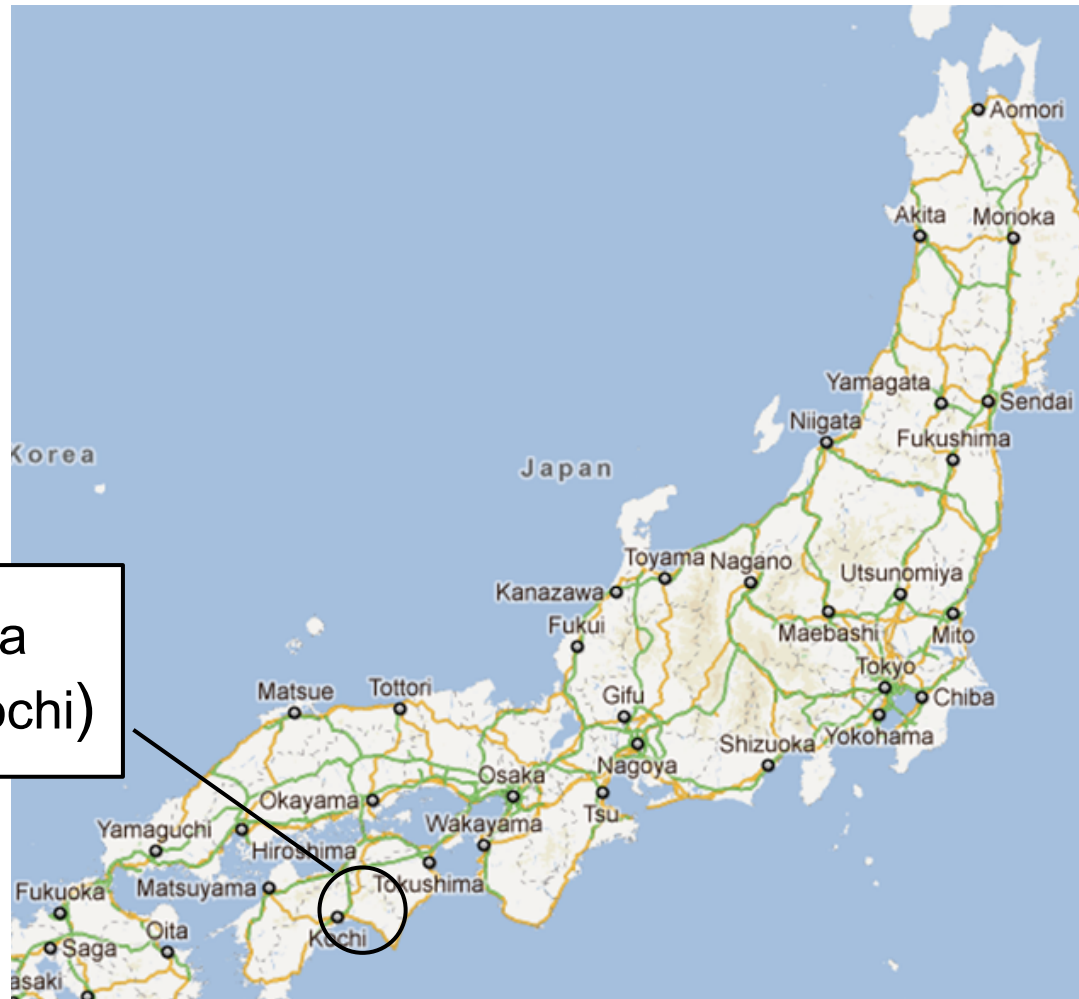 Aomori
Akita
Morioka
Yamagata
Sendai
Niigata
Fukushima
Korea
Japan
Toyama
Nagano
Utsunomiya
Kanazawa
Fukui
Maebashi
Mito
a
ochi)
Tokyo
Matsue
Tottori
Gifu
Chiba
Yokohama
Shizuoka
Nagoya
Osaka
Okayama
Tsu
Wakayama
Yamaguchi
Hiroshima
Tokushima
Matsuyama
Fukuoka
Oita
Kochi
Saga
asaki